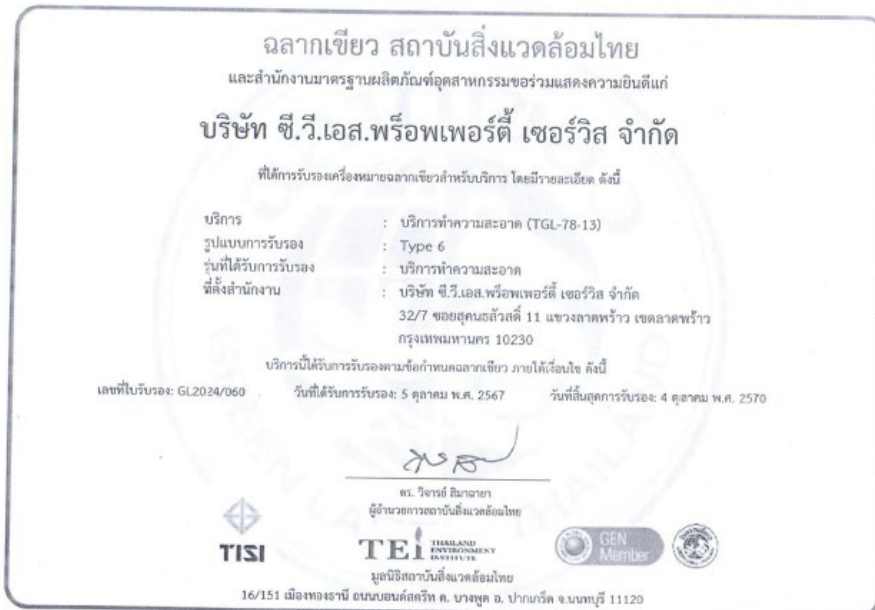 ฉลากเขียว สถาบันสิ่งแวดล้อมไทย
และสำนักงานมาตรฐานผลิตภัณฑ์อุตสาหกรรมขอร่วมแสดงความยินดีแก่
บริษัท ซี.วี.เอส.พร็อพเพอร์ตี้ เซอร์วิส จำกัด
ที่ได้การรับรองเครื่องหมายฉลากเขียวสำหรับบริการ โดยมีรายละเอียด ดังนี้
บริการ : บริการทำความสะอาด (TGL-78-13)
รูปแบบการรับรอง : Type 6
รุ่นที่ได้รับการรับรอง : บริการทำความสะอาด
ที่ตั้งสำนักงาน : บริษัท ซี.วี.เอส.พร็อพเพอร์ตี้ เซอร์วิส จำกัด
32/7 ซอยสุคนธสวัสดิ์ 11 แขวงลาดพร้าว เขตลาดพร้าว
กรุงเทพมหานคร 10230
บริการนี้ได้รับการรับรองตามข้อกำหนดฉลากเขียว ภายใต้เงื่อนไข ดังนี้
เลขที่ใบรับรอง: GL2024/060 วันที่ได้รับการรับรอง: 5 ตุลาคม พ.ศ. 2567 วันที่สิ้นสุดการรับรอง: 4 ตุลาคม พ.ศ. 2570
ดร. วิจารย์ สิมาฉายา
ผู้อำนวยการสถาบันสิ่งแวดล้อมไทย
TISI
TEi THAILAND ENVIRONMENT INSTITUTE
GEN Member
มูลนิธิสถาบันสิ่งแวดล้อมไทย
16/151 เมืองทองธานี ถนนบอนด์สตรีท ต. บางพูด อ. ปากเกร็ด จ.นนทบุรี 11120